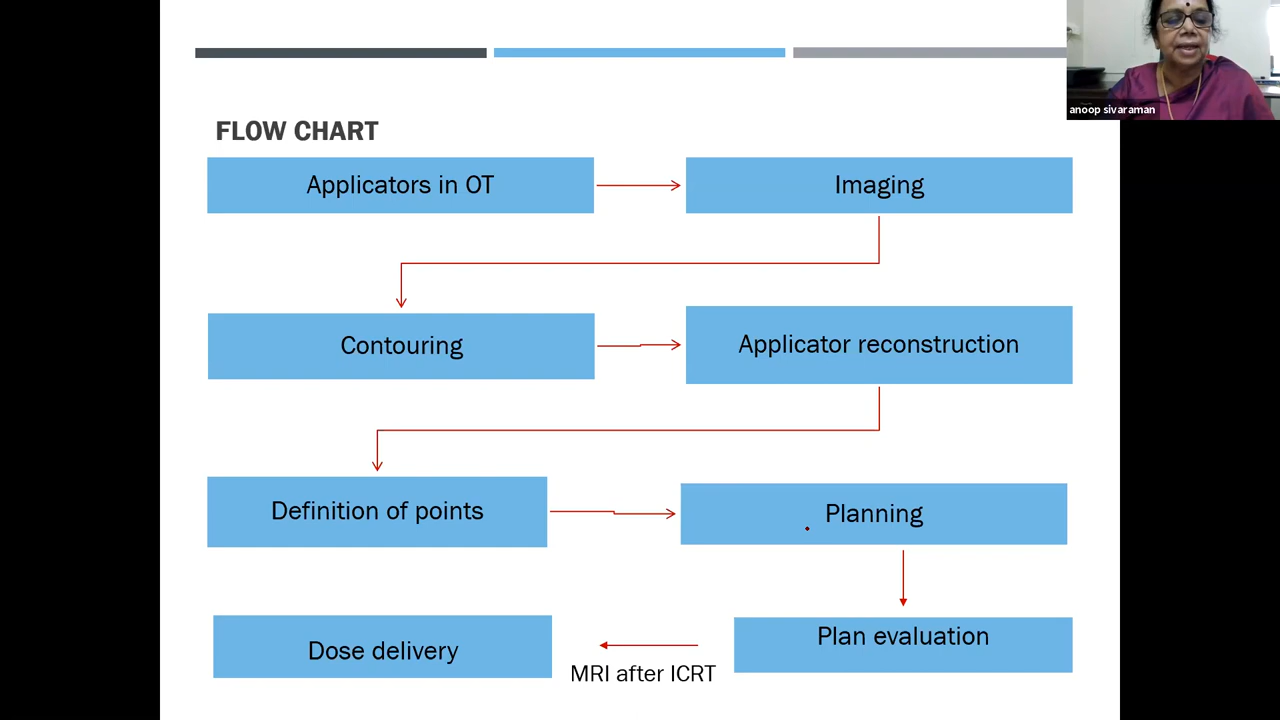 anoop sivaraman
FLOW CHART
Applicators in OT
Imaging
Contouring
Applicator reconstruction
Definition of points
Planning
Plan evaluation
MRI after ICRT
Dose delivery